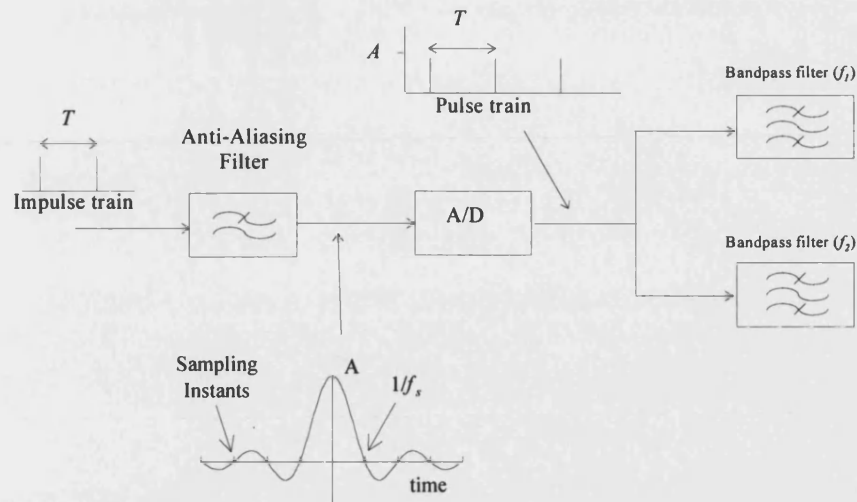 T
A
Pulse train
Bandpass filter (f₁)
T
Impulse train
Anti-Aliasing
Filter
A/D
Bandpass filter (f₂)
Sampling
Instants
A
1/fₛ
time